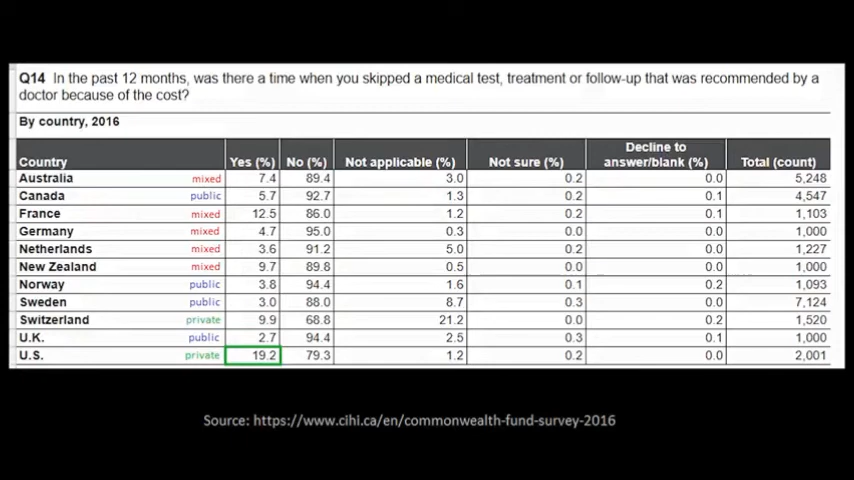 Q14 In the past 12 months, was there a time when you skipped a medical test, treatment or follow-up that was recommended by a
doctor because of the cost?
By country, 2016
Country Yes (%) No (%) Not applicable (%) Not sure (%) Decline to answer/blank (%) Total (count)
Australia mixed 7.4 89.4 3.0 0.2 0.0 5,248
Canada public 5.7 92.7 1.3 0.2 0.1 4,547
France mixed 12.5 86.0 1.2 0.2 0.1 1,103
Germany mixed 4.7 95.0 0.3 0.0 0.0 1,000
Netherlands mixed 3.6 91.2 5.0 0.2 0.0 1,227
New Zealand mixed 9.7 89.8 0.5 0.0 0.0 1,000
Norway public 3.8 94.4 1.6 0.1 0.2 1,093
Sweden public 3.0 88.0 8.7 0.3 0.0 7,124
Switzerland private 9.9 68.8 21.2 0.0 0.2 1,520
U.K. public 2.7 94.4 2.5 0.3 0.1 1,000
U.S. private 19.2 79.3 1.2 0.2 0.0 2,001
Source: https://www.cihi.ca/en/commonwealth-fund-survey-2016